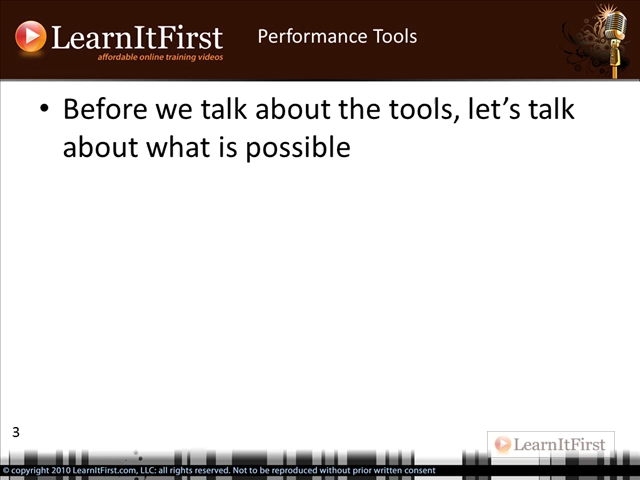 LearnItFirst
affordable online training videos
Performance Tools
• Before we talk about the tools, let’s talk
about what is possible
3
LearnItFirst
© copyright 2010 LearnItFirst.com, LLC: all rights reserved. Not to be reproduced without prior written consent